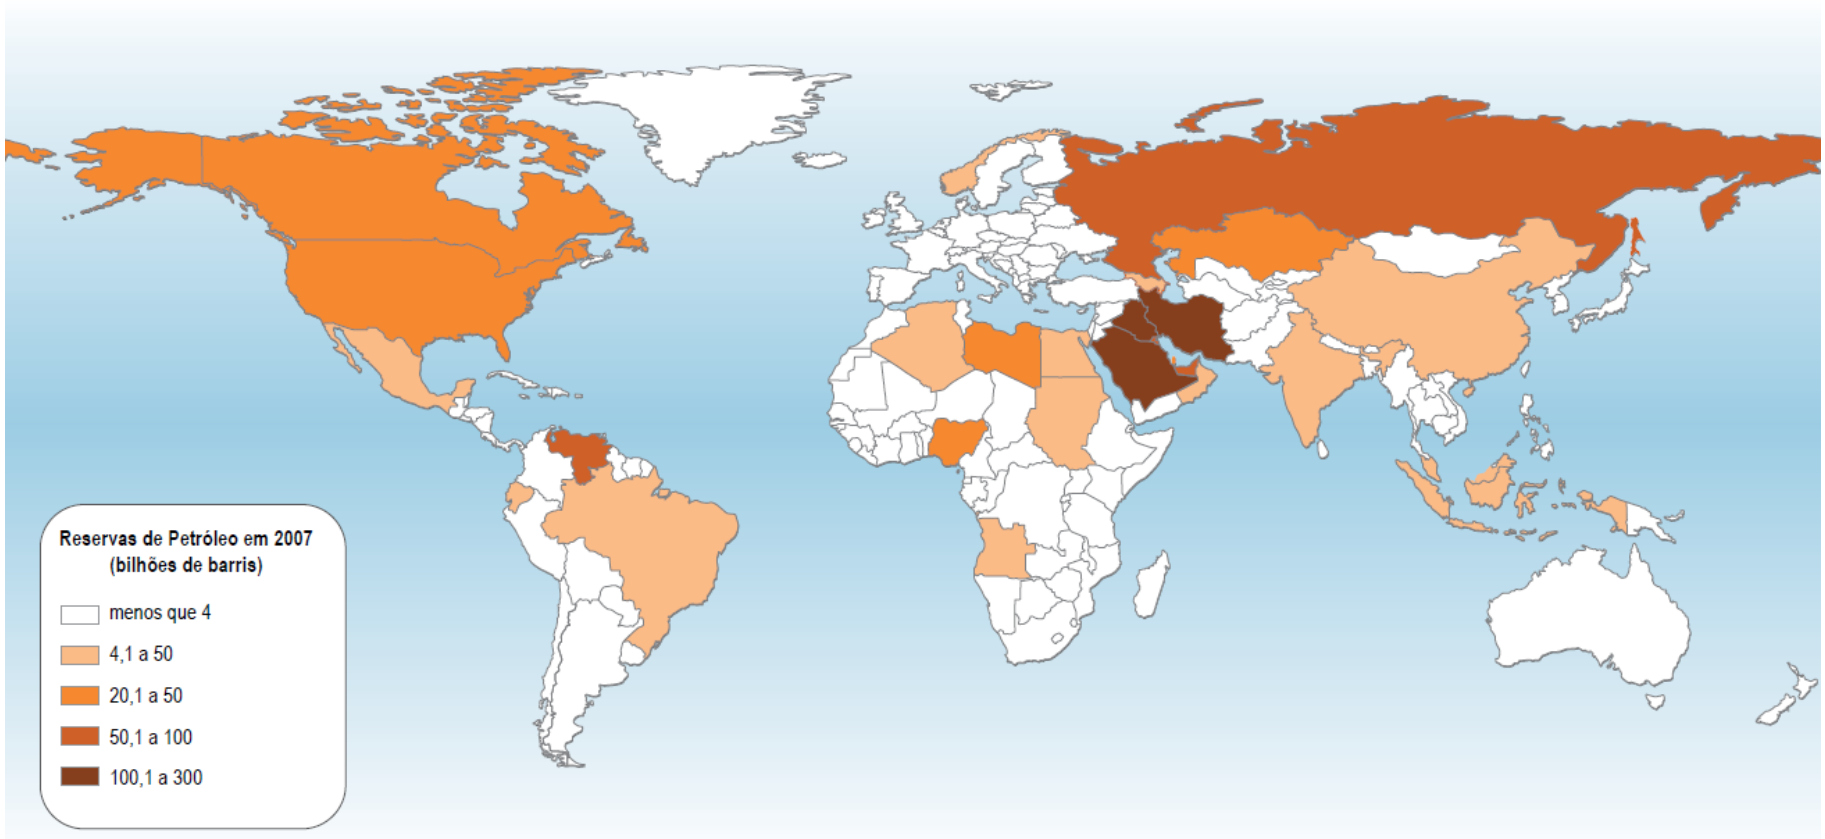 Reservas de Petróleo em 2007
(bilhões de barris)
menos que 4
4,1 a 50
20,1 a 50
50,1 a 100
100,1 a 300